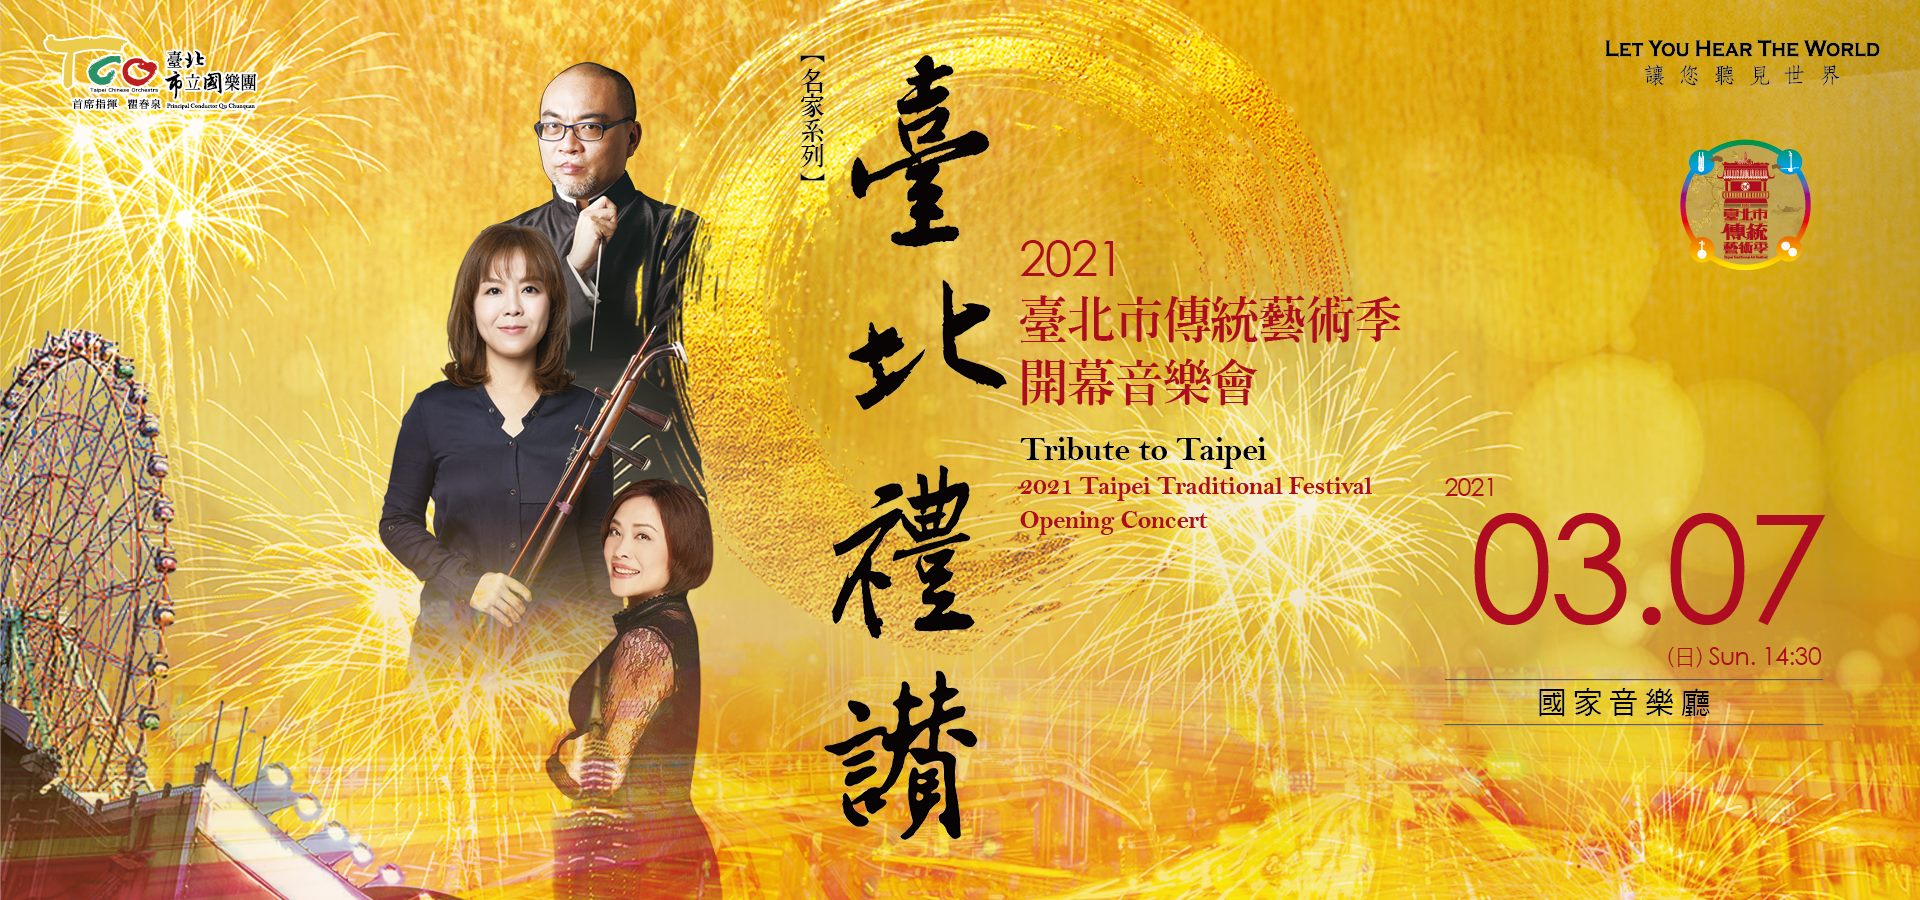 TCO
Taipei Chinese Orchestra
臺北
市立國樂團
首席指揮 瞿春泉 Principal Conductor Qu Chunquan
【名家系列】
臺北禮讚
2021
臺北市傳統藝術季
開幕音樂會
Tribute to Taipei
2021 Taipei Traditional Festival
Opening Concert
LET YOU HEAR THE WORLD
讓您聽見世界
臺北市
傳統
藝術季
2021
03.07
(日) Sun. 14:30
國家音樂廳